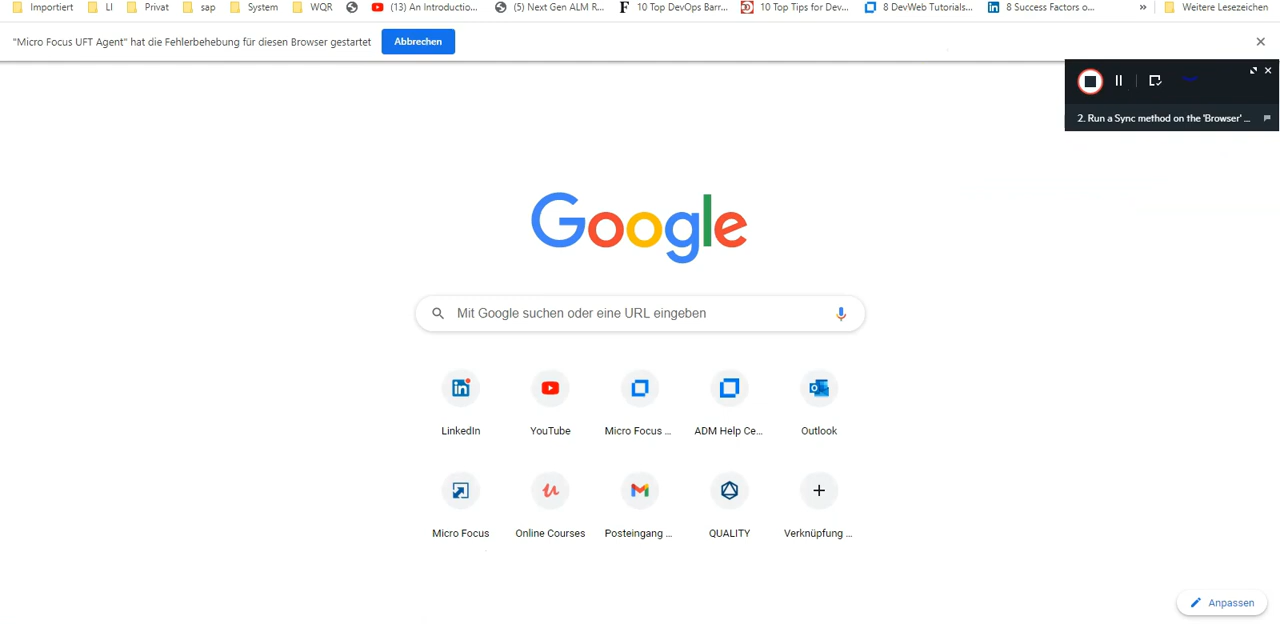 Importiert LI Privat sap System WQR (13) An Introductio... (5) Next Gen ALM R... 10 Top DevOps Barr... 10 Top Tips for Dev... 8 DevWeb Tutorials... 8 Success Factors o... » Weitere Lesezeichen
"Micro Focus UFT Agent" hat die Fehlerbehebung für diesen Browser gestartet Abbrechen
2. Run a Sync method on the 'Browser' ...
Google
Mit Google suchen oder eine URL eingeben
LinkedIn YouTube Micro Focus ... ADM Help Ce... Outlook
Micro Focus Online Courses Posteingang ... QUALITY Verknüpfung ...
Anpassen